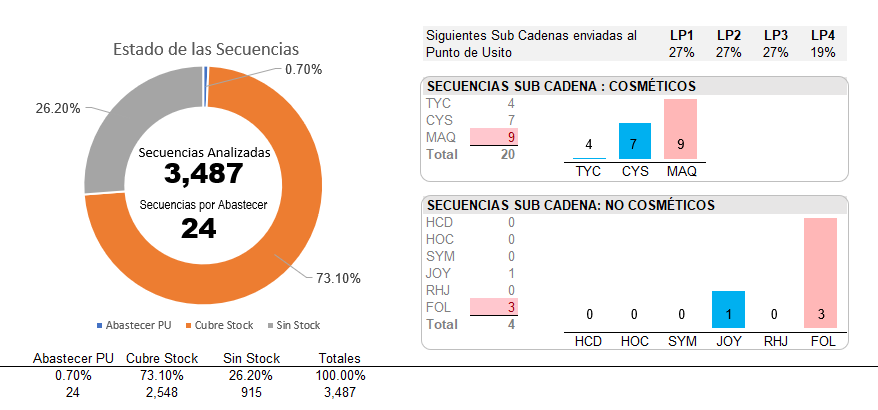 Estado de las Secuencias
0.70%
26.20%
Secuencias Analizadas
3,487
Secuencias por Abastecer
24
73.10%
Abastecer PU Cubre Stock Sin Stock
Abastecer PU Cubre Stock Sin Stock Totales
0.70% 73.10% 26.20% 100.00%
24 2,548 915 3,487
Siguientes Sub Cadenas enviadas al LP1 LP2 LP3 LP4
Punto de Usito 27% 27% 27% 19%
SECUENCIAS SUB CADENA : COSMÉTICOS
TYC 4
CYS 7
MAQ 9
Total 20
4 7 9
TYC CYS MAQ
SECUENCIAS SUB CADENA: NO COSMÉTICOS
HCD 0
HOC 0
SYM 0
JOY 1
RHJ 0
FOL 3
Total 4
0 0 0 1 0 3
HCD HOC SYM JOY RHJ FOL